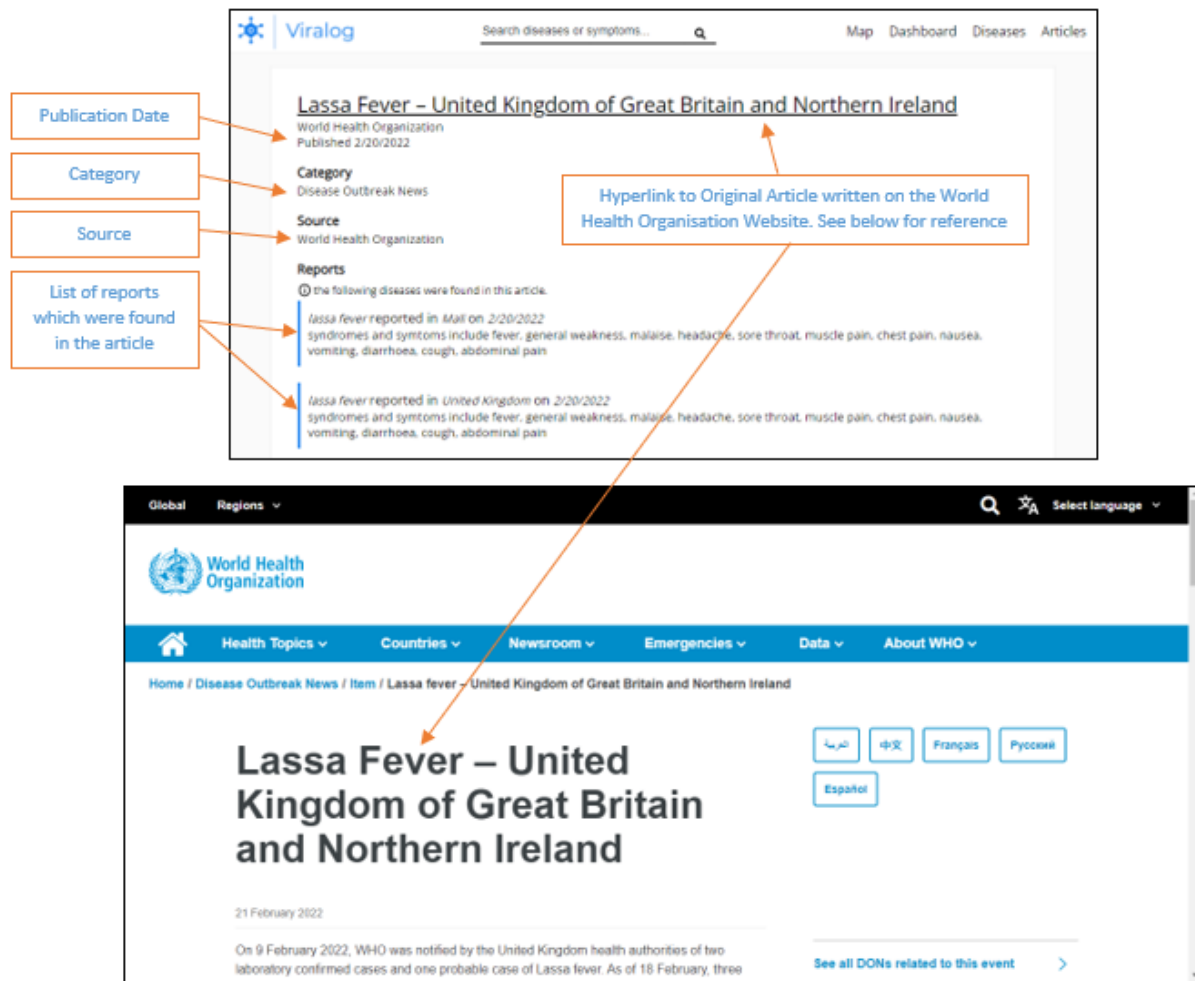 Viralog
Search diseases or symptoms...
Map Dashboard Diseases Articles
Publication Date
Category
Source
List of reports
which were found
in the article
Lassa Fever – United Kingdom of Great Britain and Northern Ireland
World Health Organization
Published 2/20/2022
Category
Disease Outbreak News
Source
World Health Organization
Hyperlink to Original Article written on the World
Health Organisation Website. See below for reference
Reports
the following diseases were found in this article.
lassa fever reported in Mali on 2/20/2022
syndromes and symtoms include fever, general weakness, malaise, headache, sore throat, muscle pain, chest pain, nausea,
vomiting, diarrhoea, cough, abdominal pain
lassa fever reported in United Kingdom on 2/20/2022
syndromes and symtoms include fever, general weakness, malaise, headache, sore throat, muscle pain, chest pain, nausea,
vomiting, diarrhoea, cough, abdominal pain
Global Regions
Select language
World Health
Organization
Health Topics Countries Newsroom Emergencies Data About WHO
Home / Disease Outbreak News / Item / Lassa fever – United Kingdom of Great Britain and Northern Ireland
Lassa Fever – United
Kingdom of Great Britain
and Northern Ireland
العربية 中文 Français Русский
Español
21 February 2022
On 9 February 2022, WHO was notified by the United Kingdom health authorities of two
laboratory confirmed cases and one probable case of Lassa fever. As of 18 February, three
See all DONs related to this event